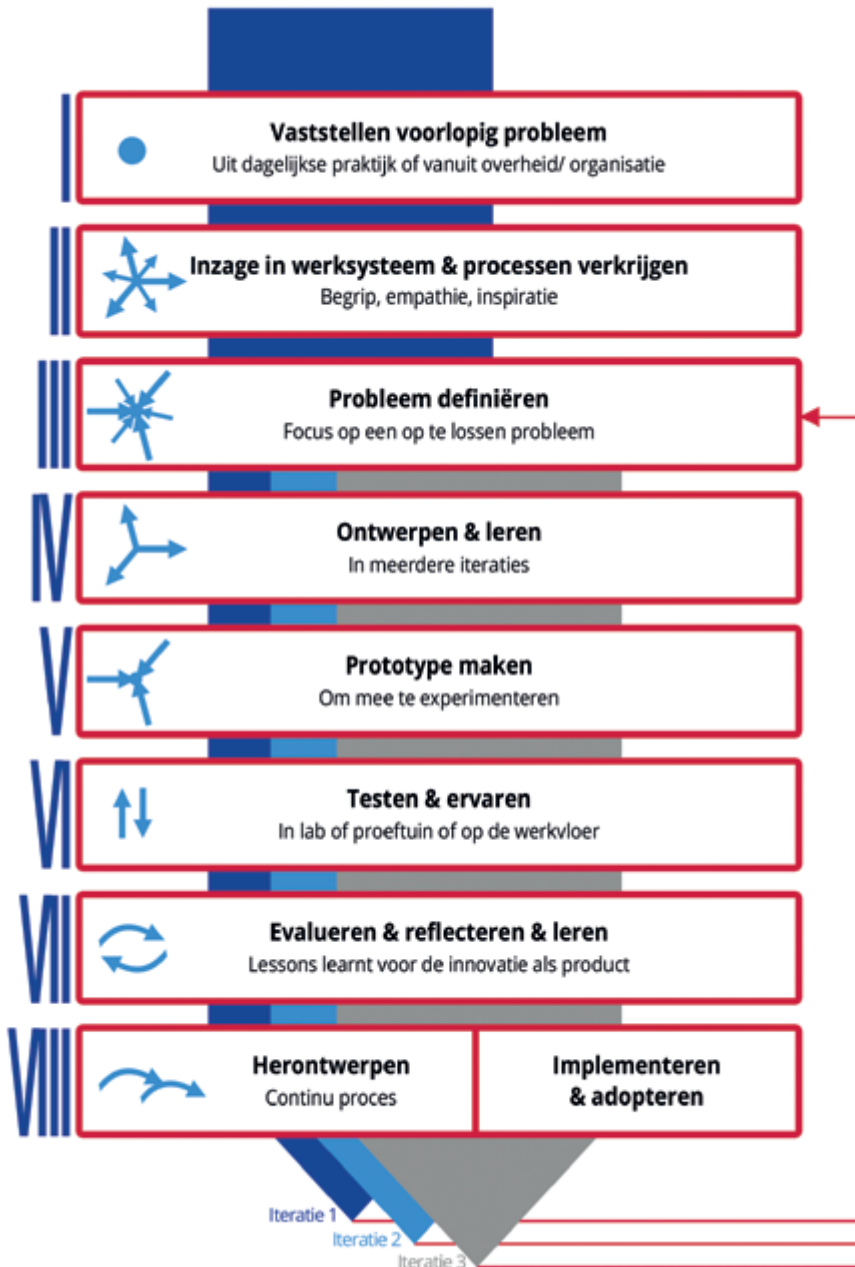 I
Vaststellen voorlopig probleem
Uit dagelijkse praktijk of vanuit overheid/ organisatie
II
Inzage in werksysteem & processen verkrijgen
Begrip, empathie, inspiratie
III
Probleem definiëren
Focus op een op te lossen probleem
IV
Ontwerpen & leren
In meerdere iteraties
V
Prototype maken
Om mee te experimenteren
VI
Testen & ervaren
In lab of proeftuin of op de werkvloer
VII
Evalueren & reflecteren & leren
Lessons learnt voor de innovatie als product
VIII
Herontwerpen
Continu proces
Implementeren
& adopteren
Iteratie 1
Iteratie 2
Iteratie 3